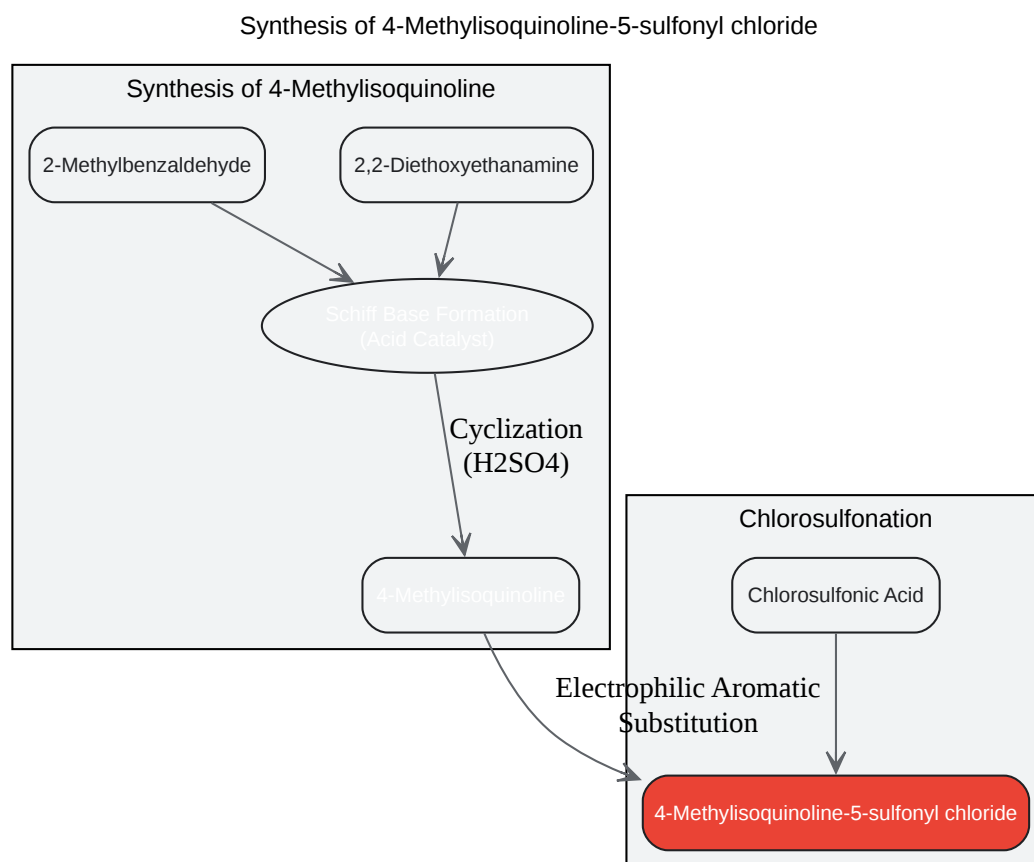 Synthesis of 4-Methylisoquinoline-5-sulfonyl chloride
Synthesis of 4-Methylisoquinoline
2-Methylbenzaldehyde
2,2-Diethoxyethanamine
Schiff Base Formation
(Acid Catalyst)
Cyclization
(H2SO4)
4-Methylisoquinoline
Chlorosulfonation
Chlorosulfonic Acid
Electrophilic Aromatic
Substitution
4-Methylisoquinoline-5-sulfonyl chloride